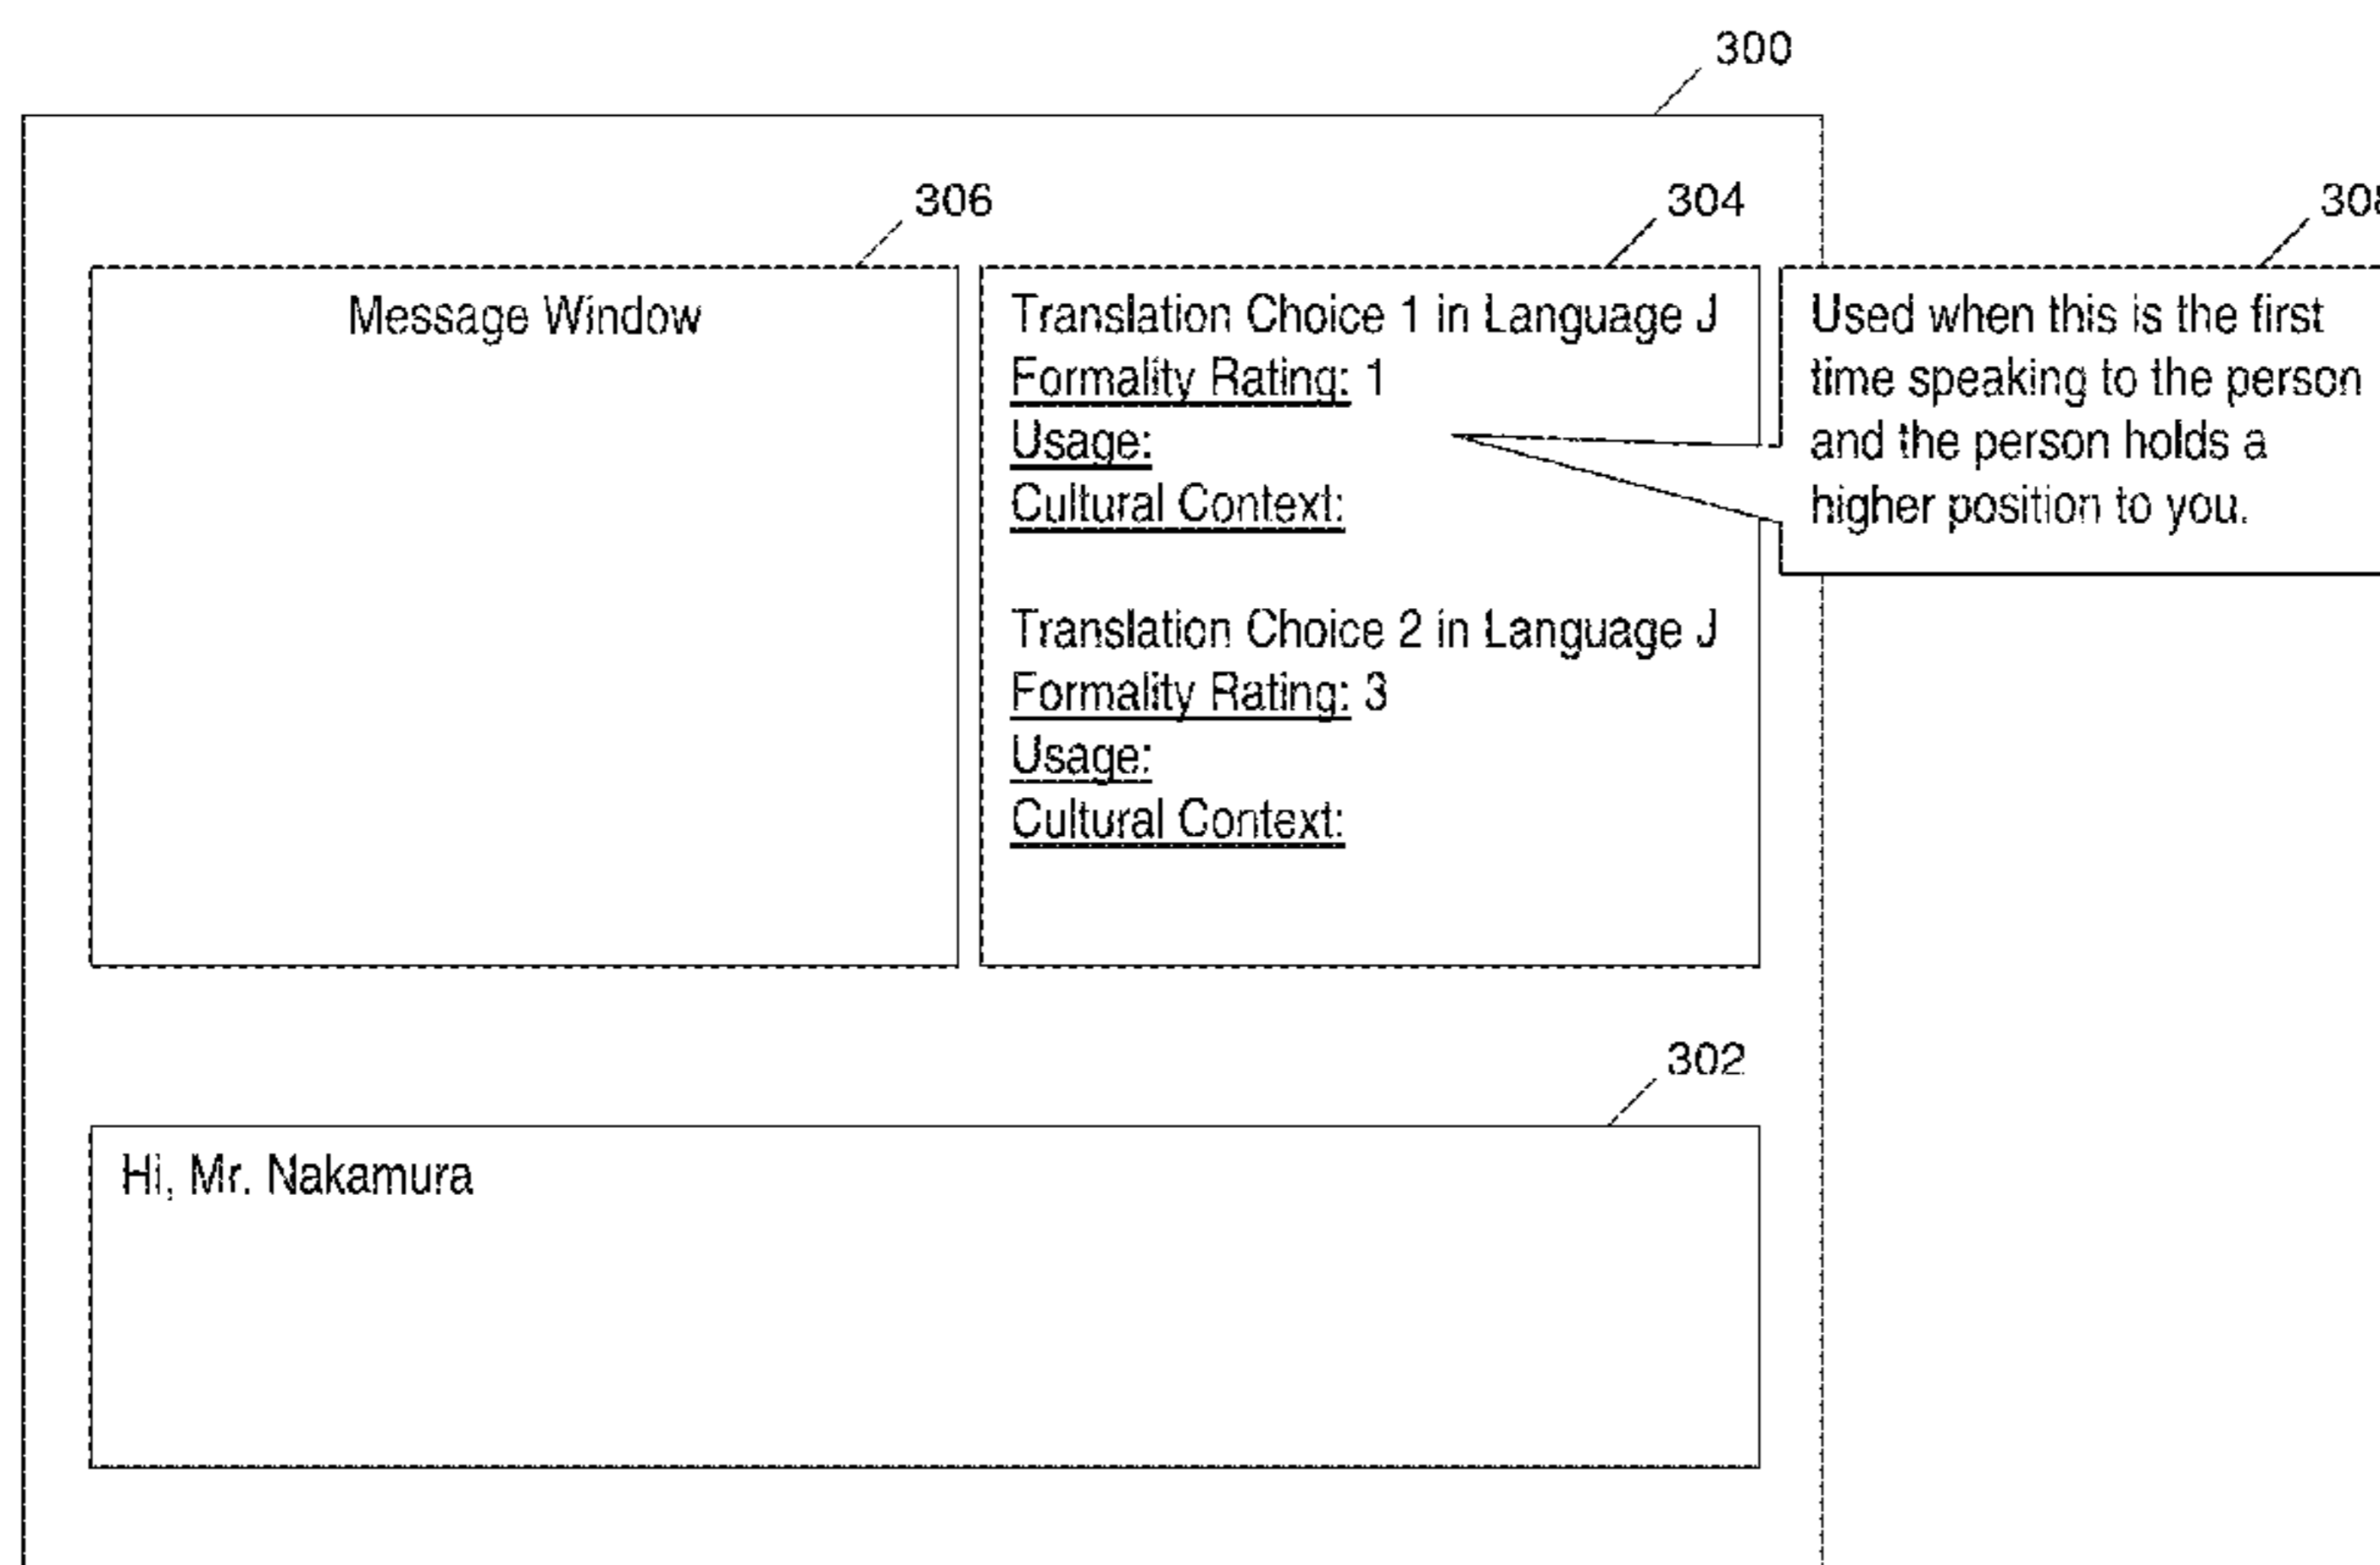 300
306
304
Message Window
Translation Choice 1 in Language J
Formality Rating: 1
Usage:
Cultural Context:
Translation Choice 2 in Language J
Formality Rating: 3
Usage:
Cultural Context:
Used when this is the first
time speaking to the person
and the person holds a
higher position to you.
302
Hi, Mr. Nakamura